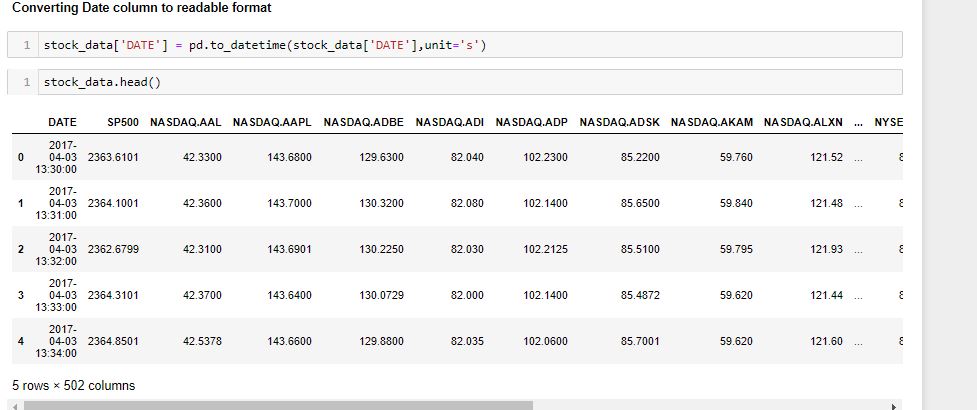 Converting Date column to readable format
1 stock_data['DATE'] = pd.to_datetime(stock_data['DATE'],unit='s')
1 stock_data.head()
DATE SP500 NASDAQ.AAL NASDAQ.AAPL NASDAQ.ADBE NASDAQ.ADI NASDAQ.ADP NASDAQ.ADSK NASDAQ.AKAM NASDAQ.ALXN ... NYSE
0 2017-04-03 13:30:00 2363.6101 42.3300 143.6800 129.6300 82.040 102.2300 85.2200 59.760 121.52 ...
1 2017-04-03 13:31:00 2364.1001 42.3600 143.7000 130.3200 82.080 102.1400 85.6500 59.840 121.48 ...
2 2017-04-03 13:32:00 2362.6799 42.3100 143.6901 130.2250 82.030 102.2125 85.5100 59.795 121.93 ...
3 2017-04-03 13:33:00 2364.3101 42.3700 143.6400 130.0729 82.000 102.1400 85.4872 59.620 121.44 ...
4 2017-04-03 13:34:00 2364.8501 42.5378 143.6600 129.8800 82.035 102.0600 85.7001 59.620 121.60 ...
5 rows × 502 columns